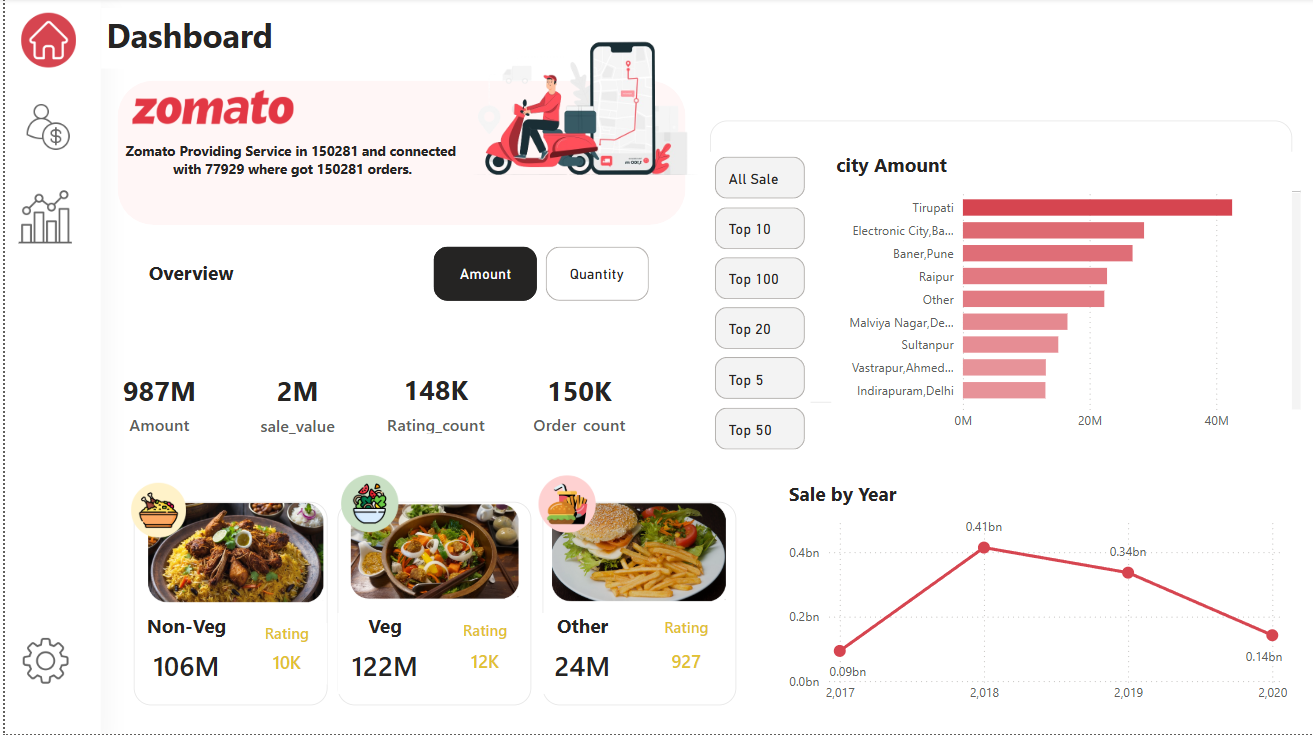 Dashboard
zomato
Zomato Providing Service in 150281 and connected
with 77929 where got 150281 orders.
Overview
Amount
Quantity
987M
Amount
2M
sale_value
148K
Rating_count
150K
Order count
Non-Veg
Rating
106M
10K
Veg
Rating
122M
12K
Other
Rating
24M
927
All Sale
Top 10
Top 100
Top 20
Top 5
Top 50
city Amount
Tirupati
Electronic City,Ba...
Baner,Pune
Raipur
Other
Malviya Nagar,De...
Sultanpur
Vastrapur,Ahmed...
Indirapuram,Delhi
0M
20M
40M
Sale by Year
0.4bn
0.2bn
0.0bn
0.09bn
0.41bn
0.34bn
0.14bn
2,017
2,018
2,019
2,020